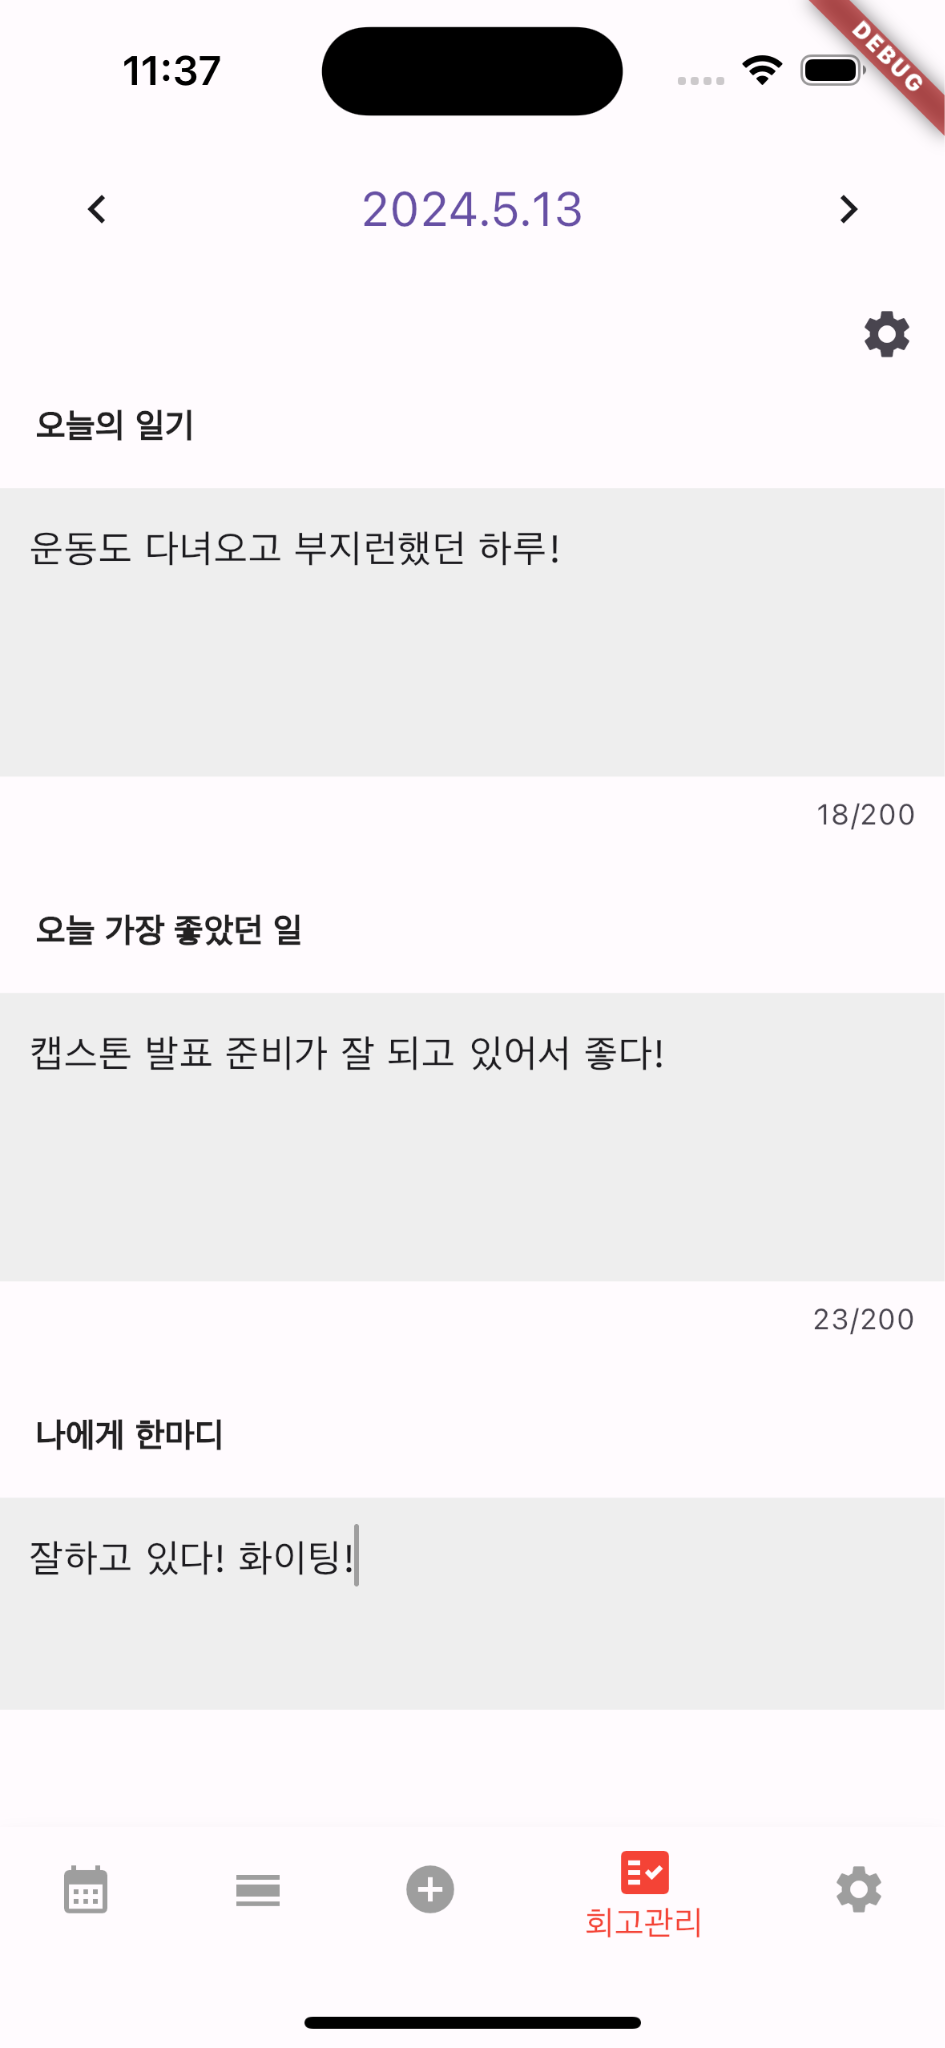 11:37
DEBUG
2024.5.13
오늘의 일기
운동도 다녀오고 부지런했던 하루!
18/200
오늘 가장 좋았던 일
캡스톤 발표 준비가 잘 되고 있어서 좋다!
23/200
나에게 한마디
잘하고 있다! 화이팅!
회고관리